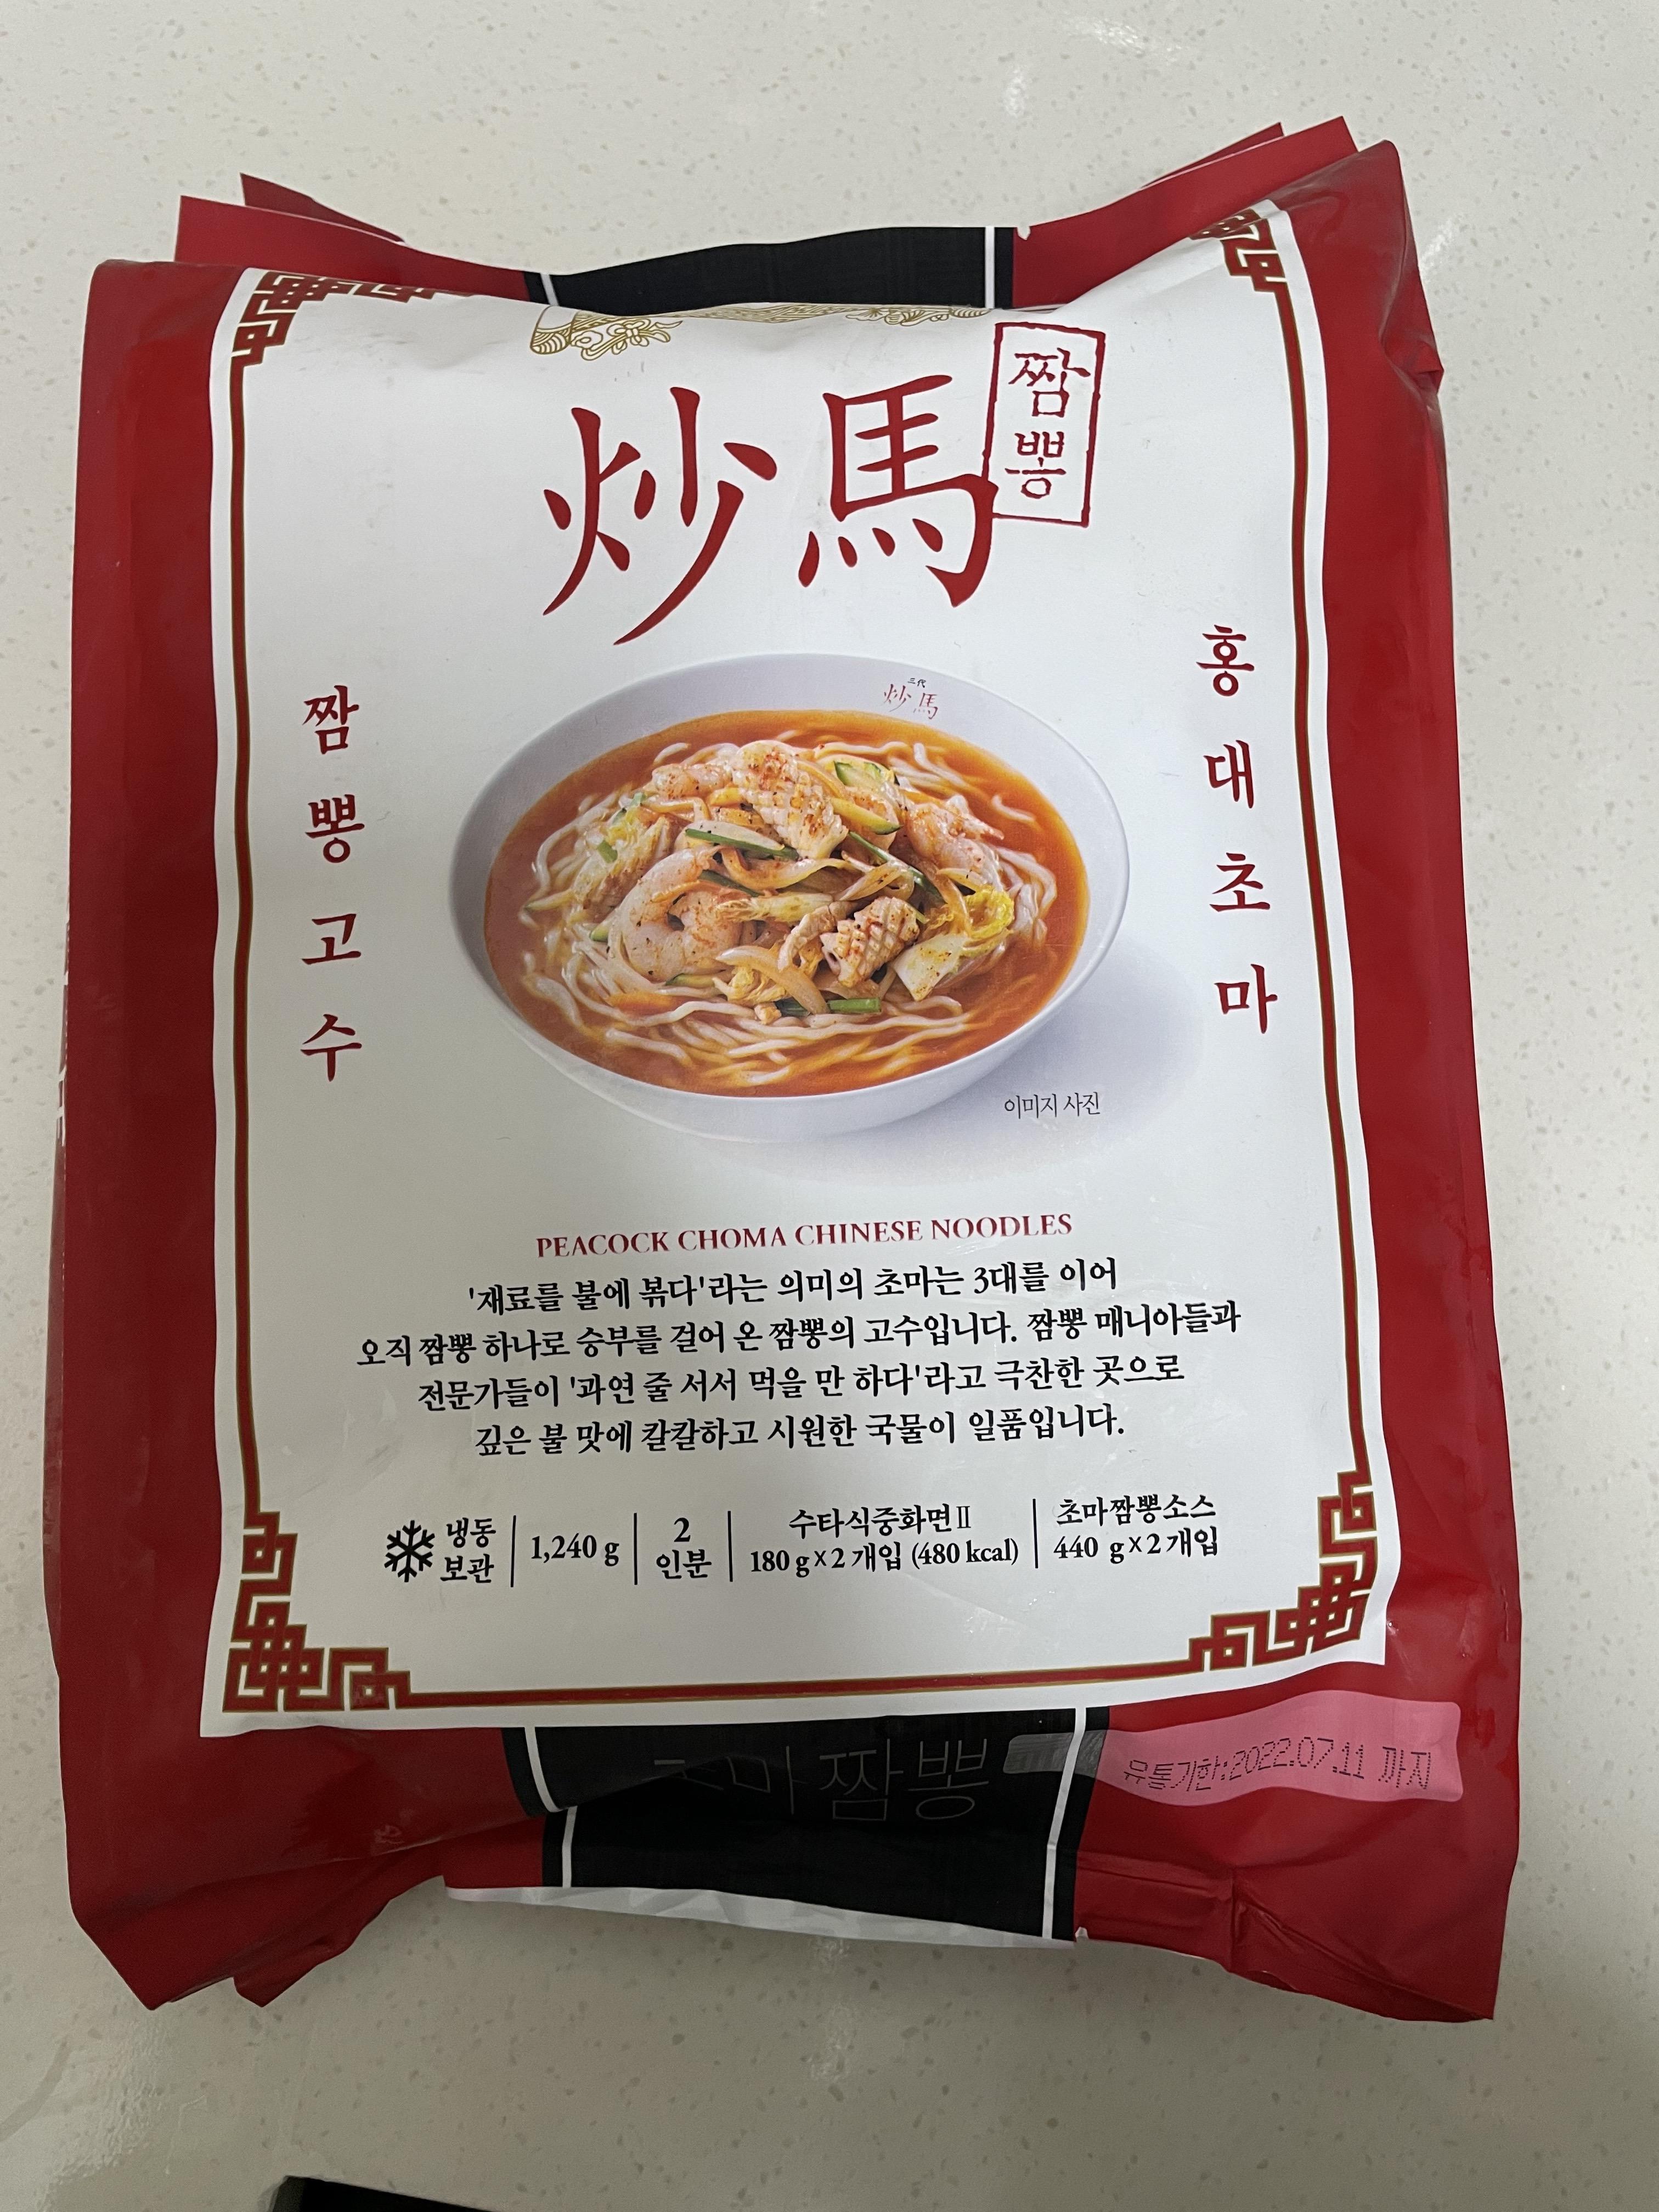 炒馬
짬뽕
三代
炒馬
홍대초마
짬뽕고수
이미지 사진
PEACOCK CHOMA CHINESE NOODLES
'재료를 불에 볶다'라는 의미의 초마는 3대를 이어
오직 짬뽕 하나로 승부를 걸어 온 짬뽕의 고수입니다. 짬뽕 매니아들과
전문가들이 '과연 줄 서서 먹을 만 하다'라고 극찬한 곳으로
깊은 불 맛에 칼칼하고 시원한 국물이 일품입니다.
냉동
보관
1,240 g
2
인분
수타식중화면Ⅱ
180 g×2 개입 (480 kcal)
초마짬뽕소스
440 g×2 개입
마짬뽕
유통기한:2022.07.11 까지